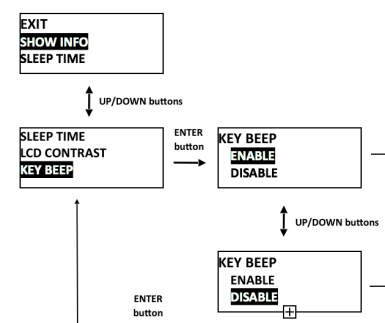 EXIT
SHOW INFO
SLEEP TIME
UP/DOWN buttons
SLEEP TIME
LCD CONTRAST
KEY BEEP
ENTER
button
KEY BEEP
ENABLE
DISABLE
UP/DOWN buttons
KEY BEEP
ENABLE
DISABLE
ENTER
button